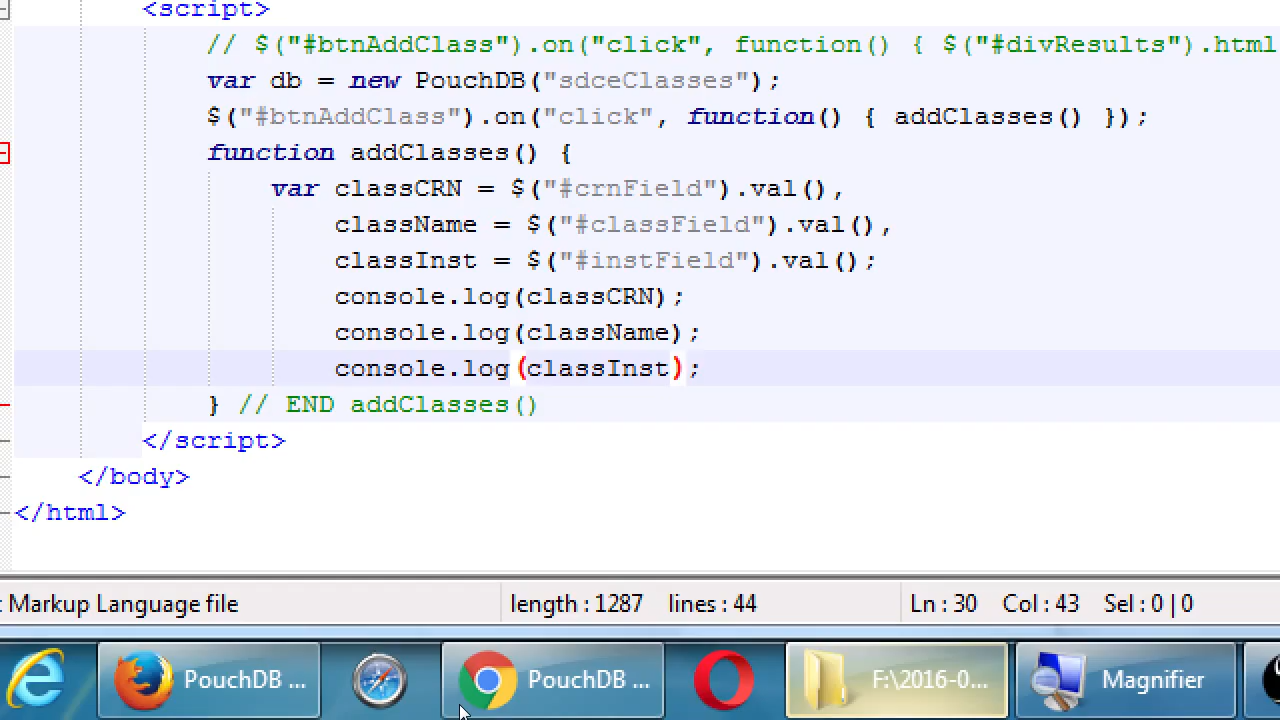 <script>
// $("#btnAddClass").on("click", function() { $("#divResults").html
var db = new PouchDB("sdceClasses");
$("#btnAddClass").on("click", function() { addClasses() });
function addClasses() {
var classCRN = $("#crnField").val(),
className = $("#classField").val(),
classInst = $("#instField").val();
console.log(classCRN);
console.log(className);
console.log(classInst);
} // END addClasses()
</script>
</body>
</html>
Markup Language file length : 1287 lines : 44 Ln : 30 Col : 43 Sel : 0 | 0
PouchDB ... PouchDB ... F:\2016-0... Magnifier